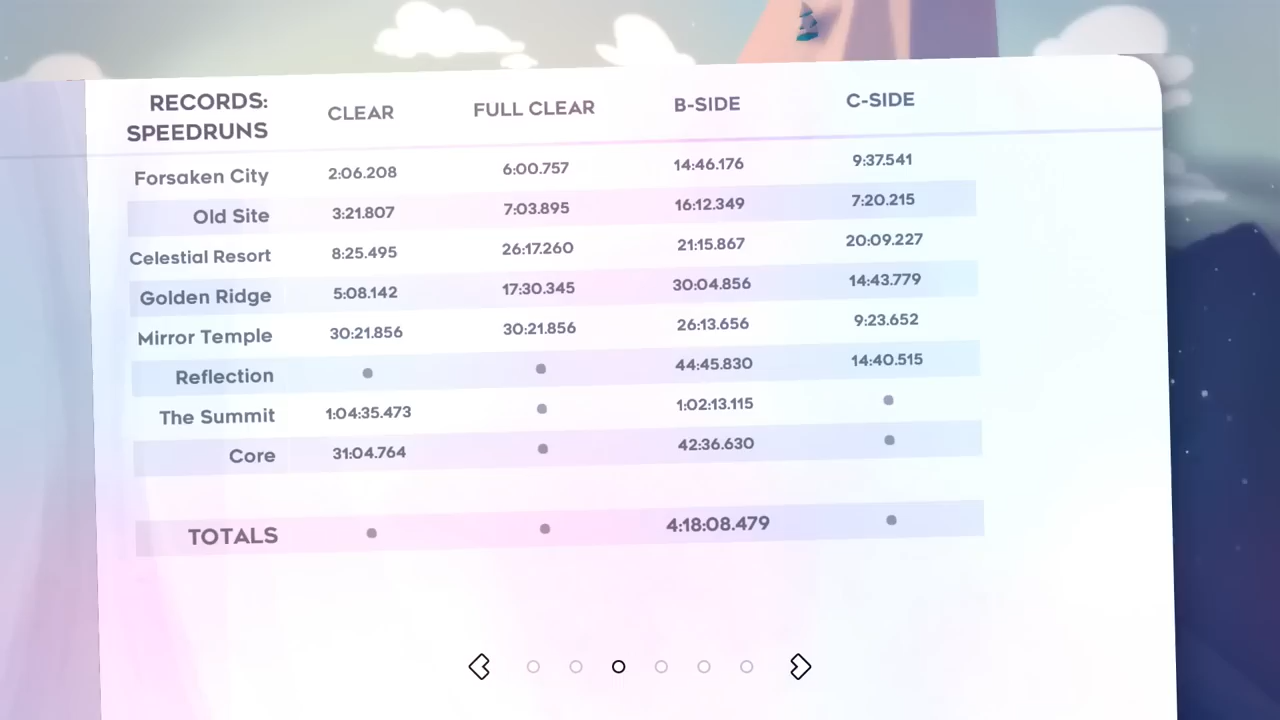 RECORDS: SPEEDRUNS CLEAR FULL CLEAR B-SIDE C-SIDE
Forsaken City 2:06.208 6:00.757 14:46.176 9:37.541
Old Site 3:21.807 7:03.895 16:12.349 7:20.215
Celestial Resort 8:25.495 26:17.260 21:15.867 20:09.227
Golden Ridge 5:08.142 17:30.345 30:04.856 14:43.779
Mirror Temple 30:21.856 30:21.856 26:13.656 9:23.652
Reflection • • 44:45.830 14:40.515
The Summit 1:04:35.473 • 1:02:13.115 •
Core 31:04.764 • 42:36.630 •
TOTALS • • 4:18:08.479 •